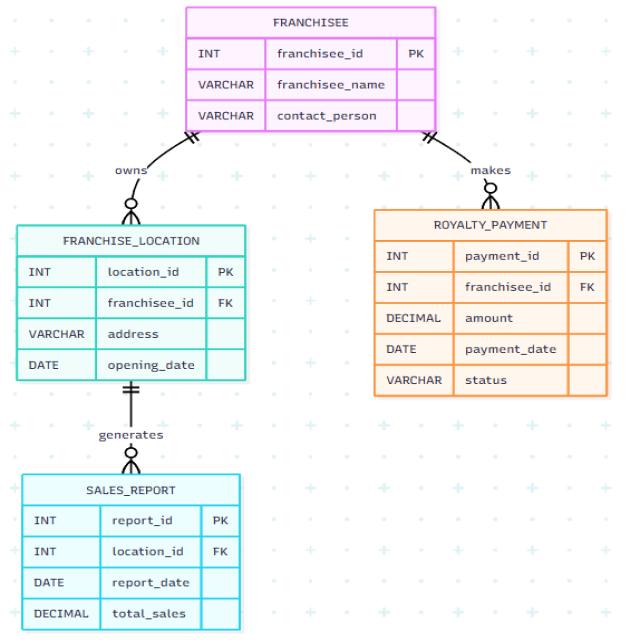 FRANCHISEE
INT franchisee_id PK
VARCHAR franchisee_name
VARCHAR contact_person
owns
makes
FRANCHISE_LOCATION
INT location_id PK
INT franchisee_id FK
VARCHAR address
DATE opening_date
ROYALTY_PAYMENT
INT payment_id PK
INT franchisee_id FK
DECIMAL amount
DATE payment_date
VARCHAR status
generates
SALES_REPORT
INT report_id PK
INT location_id FK
DATE report_date
DECIMAL total_sales